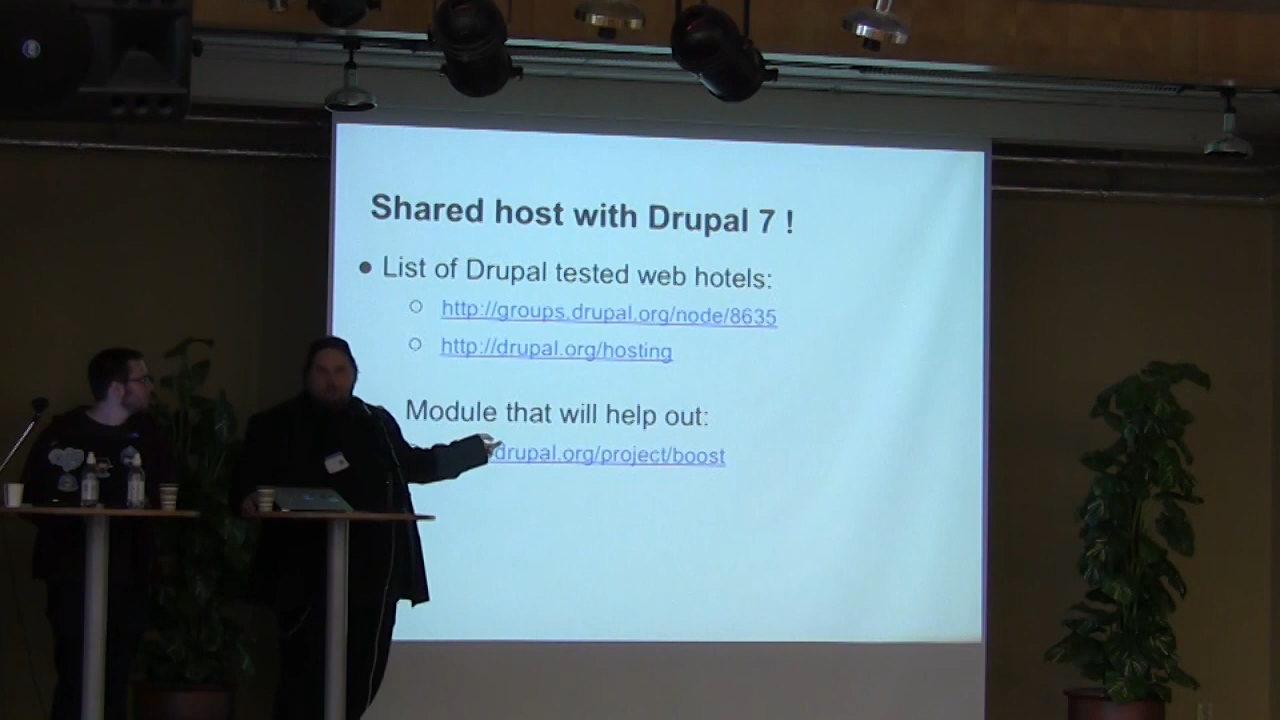 Shared host with Drupal 7 !
● List of Drupal tested web hotels:
○ http://groups.drupal.org/node/8635
○ http://drupal.org/hosting
Module that will help out:
drupal.org/project/boost